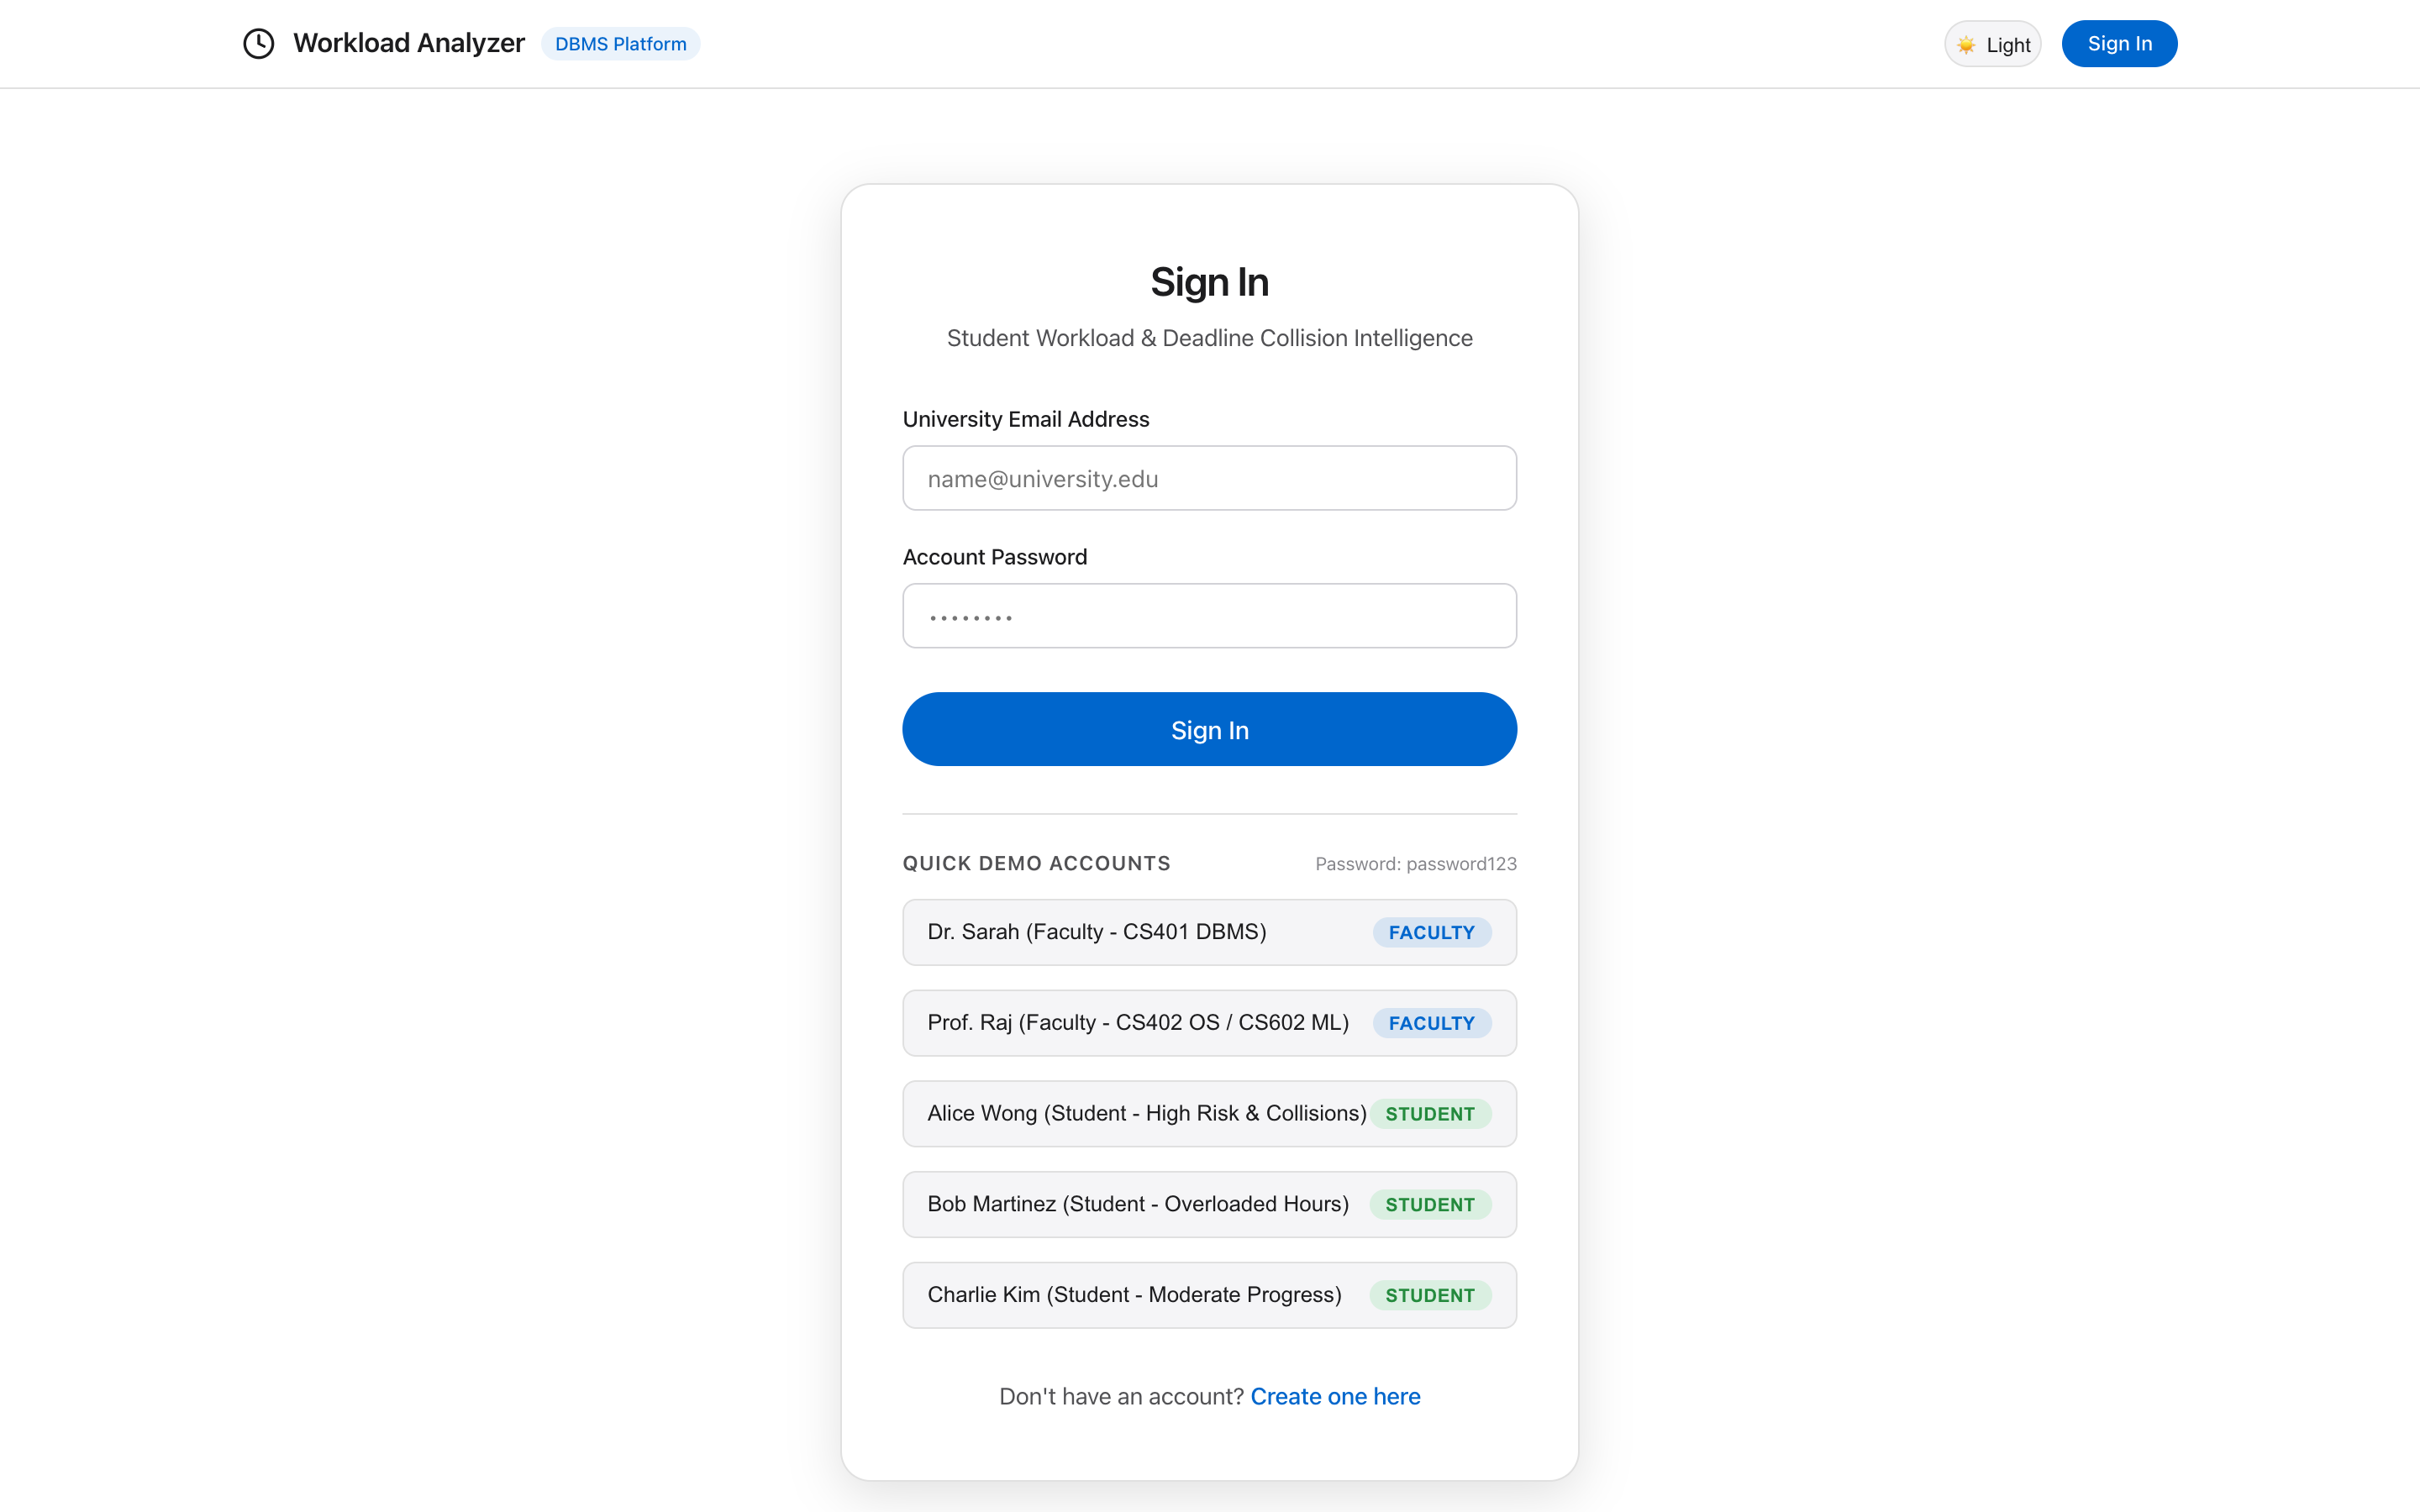 Workload Analyzer DBMS Platform
Light Sign In
Sign In
Student Workload & Deadline Collision Intelligence
University Email Address
name@university.edu
Account Password
••••••••
Sign In
QUICK DEMO ACCOUNTS Password: password123
Dr. Sarah (Faculty - CS401 DBMS) FACULTY
Prof. Raj (Faculty - CS402 OS / CS602 ML) FACULTY
Alice Wong (Student - High Risk & Collisions) STUDENT
Bob Martinez (Student - Overloaded Hours) STUDENT
Charlie Kim (Student - Moderate Progress) STUDENT
Don't have an account? Create one here